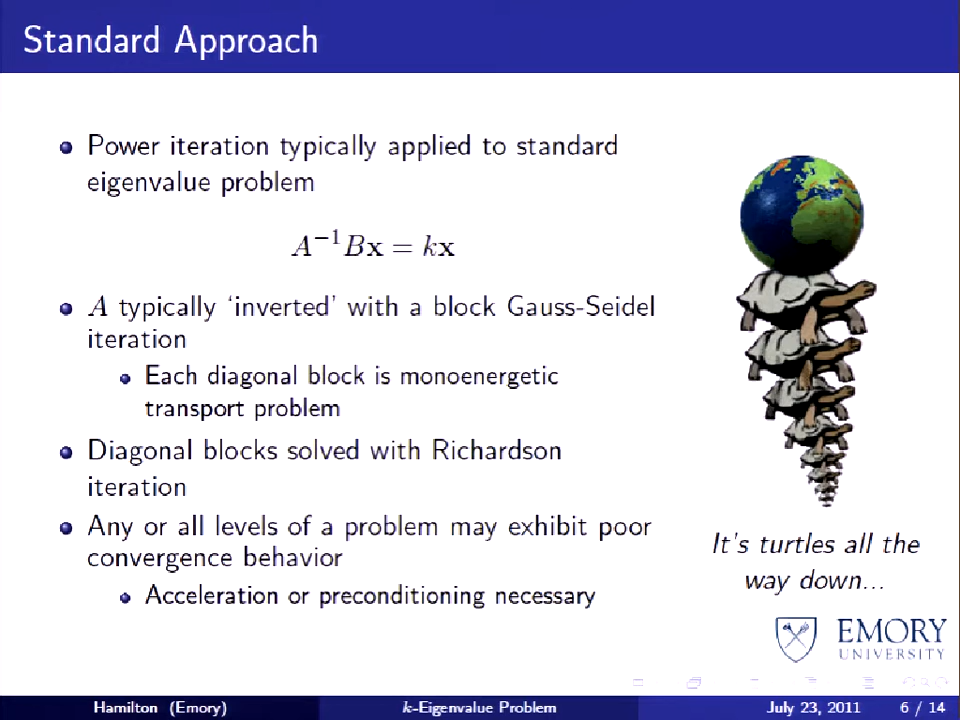 Standard Approach
Power iteration typically applied to standard
eigenvalue problem
A⁻¹Bx = kx
A typically ‘inverted’ with a block Gauss-Seidel
iteration
Each diagonal block is monoenergetic
transport problem
Diagonal blocks solved with Richardson
iteration
Any or all levels of a problem may exhibit poor
convergence behavior
Acceleration or preconditioning necessary
It's turtles all the
way down...
EMORY
UNIVERSITY
Hamilton (Emory) k-Eigenvalue Problem July 23, 2011 6 / 14